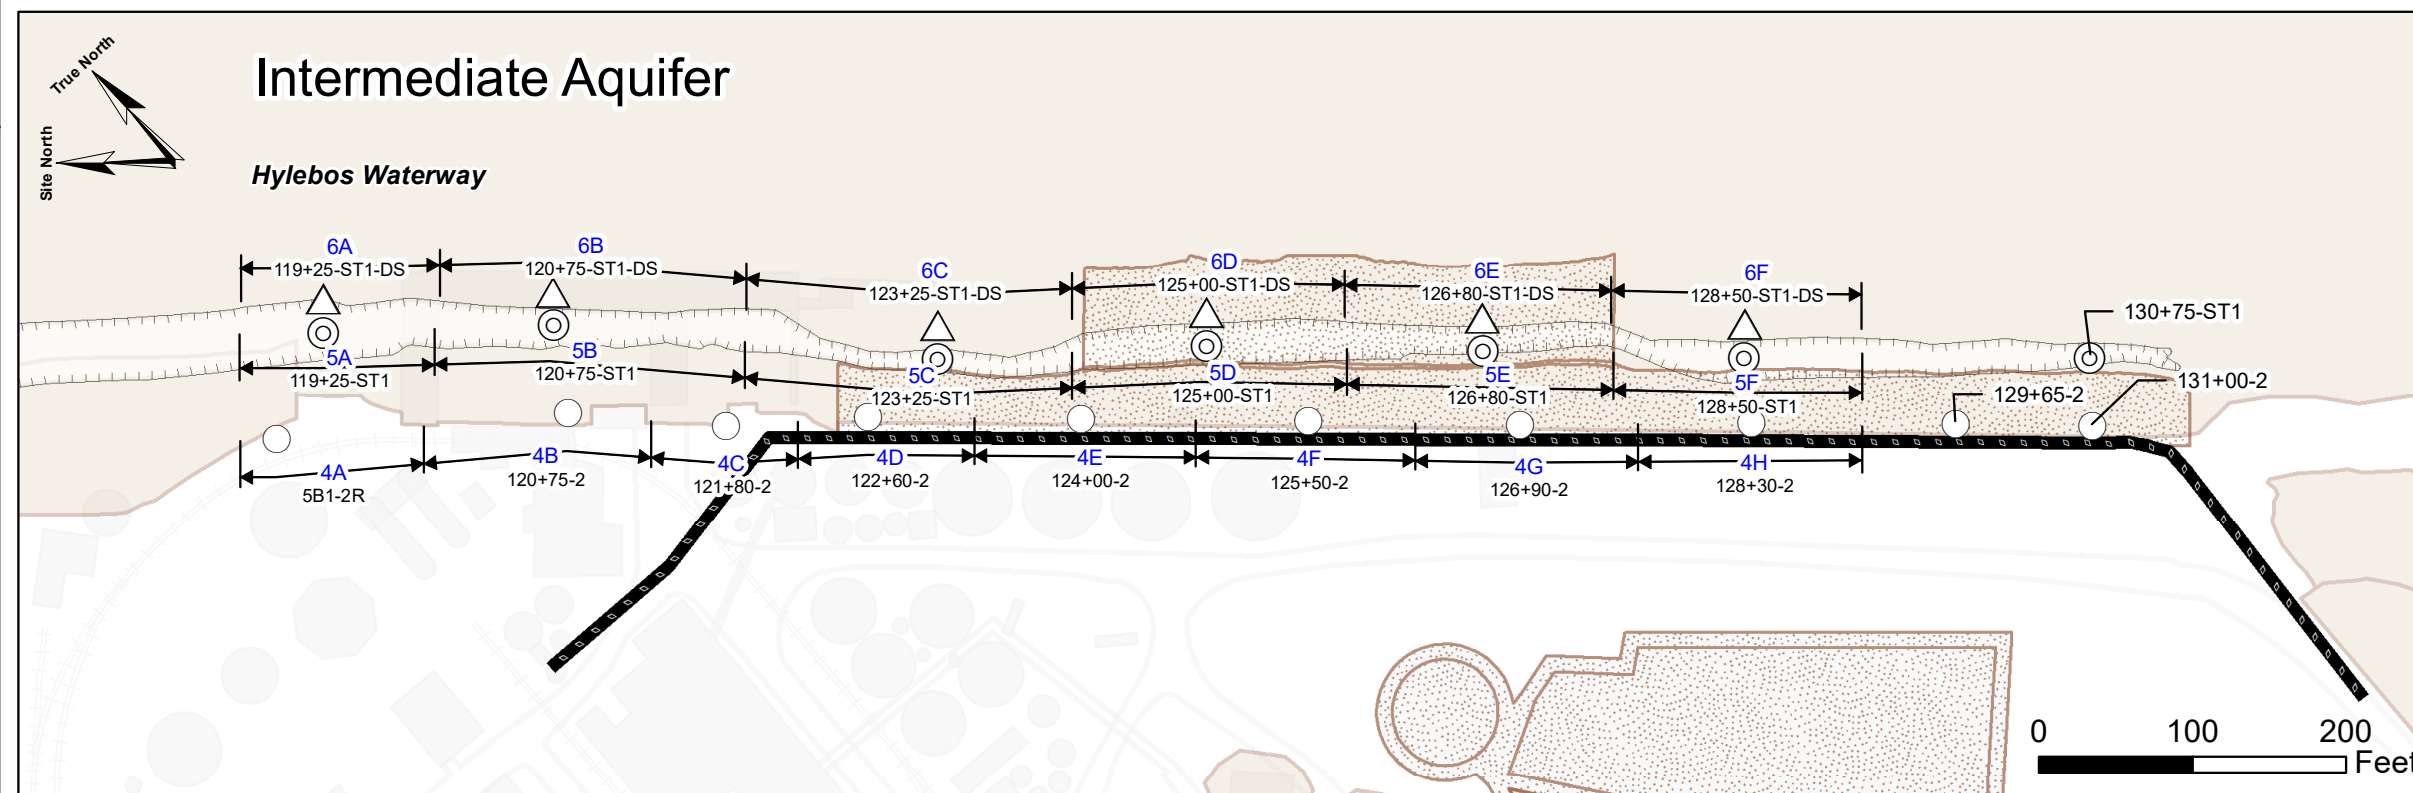 True North
Site North
Intermediate Aquifer
Hylebos Waterway
6A
119+25-ST1-DS
6B
120+75-ST1-DS
6C
123+25-ST1-DS
6D
125+00-ST1-DS
6E
126+80-ST1-DS
6F
128+50-ST1-DS
130+75-ST1
5A
119+25-ST1
5B
120+75-ST1
5C
123+25-ST1
5D
125+00-ST1
5E
126+80-ST1
5F
128+50-ST1
129+65-2
131+00-2
4A
5B1-2R
4B
120+75-2
4C
121+80-2
4D
122+60-2
4E
124+00-2
4F
125+50-2
4G
126+90-2
4H
128+30-2
0 100 200
Feet